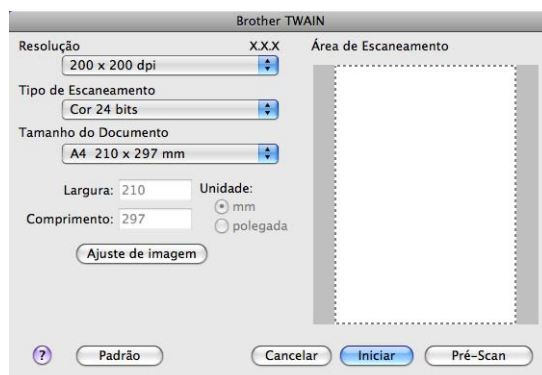 Brother TWAIN
Resolução X.X.X
200 x 200 dpi
Tipo de Escaneamento
Cor 24 bits
Tamanho do Documento
A4 210 x 297 mm
Largura: 210
Comprimento: 297
Unidade:
mm
polegada
Ajuste de imagem
Área de Escaneamento
? Padrão Cancelar Iniciar Pré-Scan